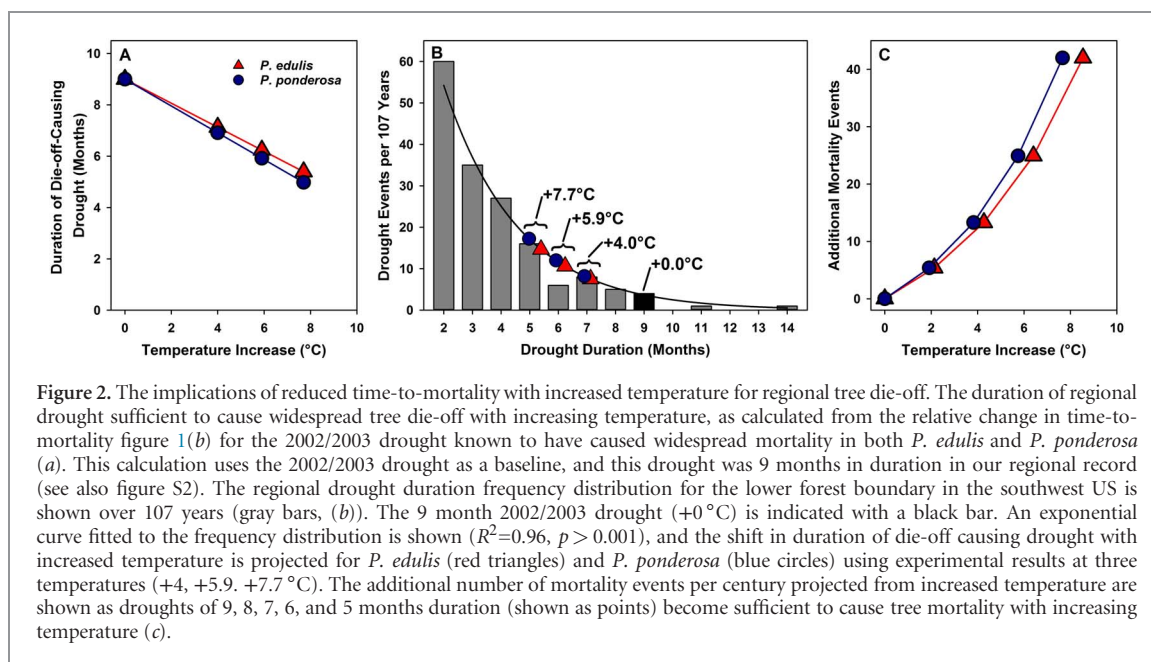 A
P. edulis
P. ponderosa
10
8
6
4
2
0
0 2 4 6 8 10
Duration of Die-off-Causing
Drought (Months)
Temperature Increase (°C)
B
60
50
40
30
20
10
0
+7.7°C
+5.9°C
+4.0°C
+0.0°C
2 3 4 5 6 7 8 9 10 11 12 13 14
Drought Events per 107 Years
Drought Duration (Months)
C
40
30
20
10
0
0 2 4 6 8 10
Additional Mortality Events
Temperature Increase (°C)
Figure 2. The implications of reduced time-to-mortality with increased temperature for regional tree die-off. The duration of regional
drought sufficient to cause widespread tree die-off with increasing temperature, as calculated from the relative change in time-to-
mortality figure 1(b) for the 2002/2003 drought known to have caused widespread mortality in both P. edulis and P. ponderosa
(a). This calculation uses the 2002/2003 drought as a baseline, and this drought was 9 months in duration in our regional record
(see also figure S2). The regional drought duration frequency distribution for the lower forest boundary in the southwest US is
shown over 107 years (gray bars, (b)). The 9 month 2002/2003 drought (+0 °C) is indicated with a black bar. An exponential
curve fitted to the frequency distribution is shown (R²=0.96, p > 0.001), and the shift in duration of die-off causing drought with
increased temperature is projected for P. edulis (red triangles) and P. ponderosa (blue circles) using experimental results at three
temperatures (+4, +5.9. +7.7 °C). The additional number of mortality events per century projected from increased temperature are
shown as droughts of 9, 8, 7, 6, and 5 months duration (shown as points) become sufficient to cause tree mortality with increasing
temperature (c).